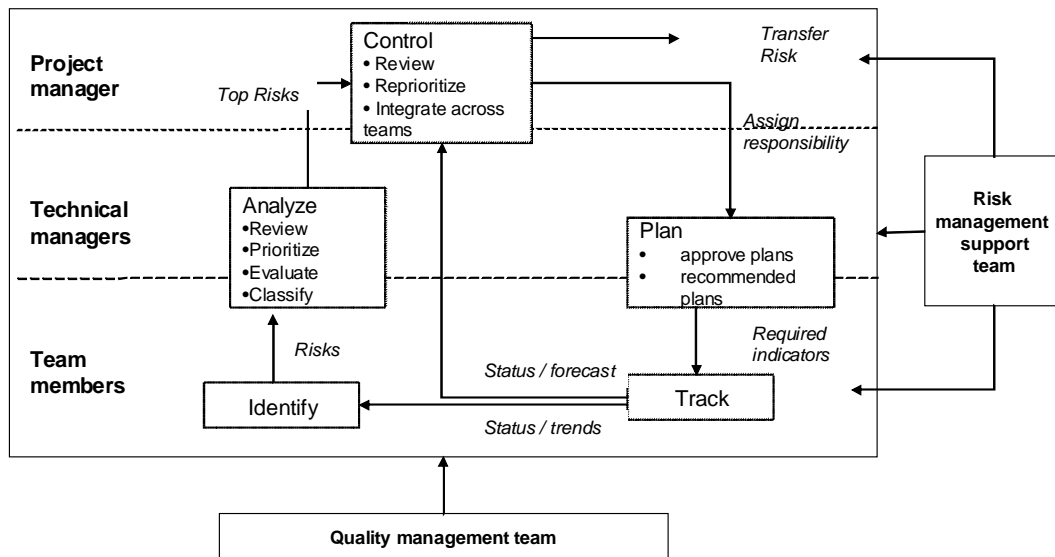 Project
manager
Control
• Review
• Reprioritize
• Integrate across
teams
Transfer
Risk
Top Risks
Assign
responsibility
Technical
managers
Analyze
•Review
•Prioritize
•Evaluate
•Classify
Plan
• approve plans
• recommended
plans
Risk
management
support
team
Team
members
Risks
Required
indicators
Status / forecast
Identify
Track
Status / trends
Quality management team